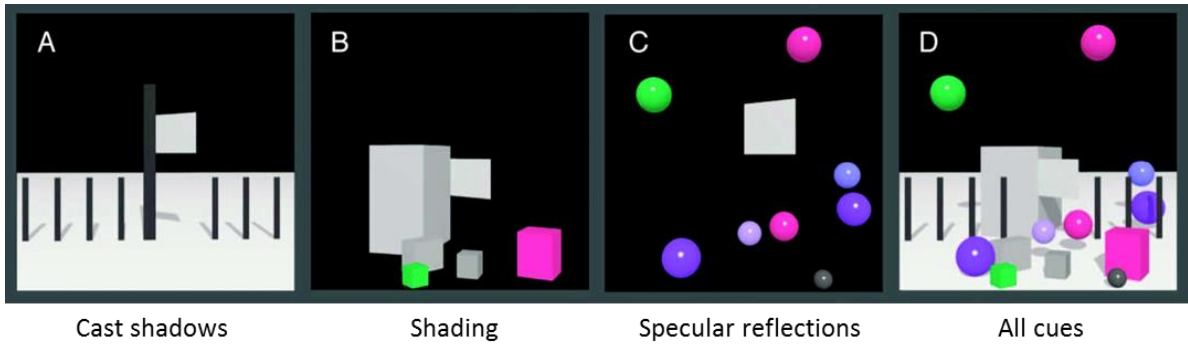 A
B
C
D
Cast shadows
Shading
Specular reflections
All cues